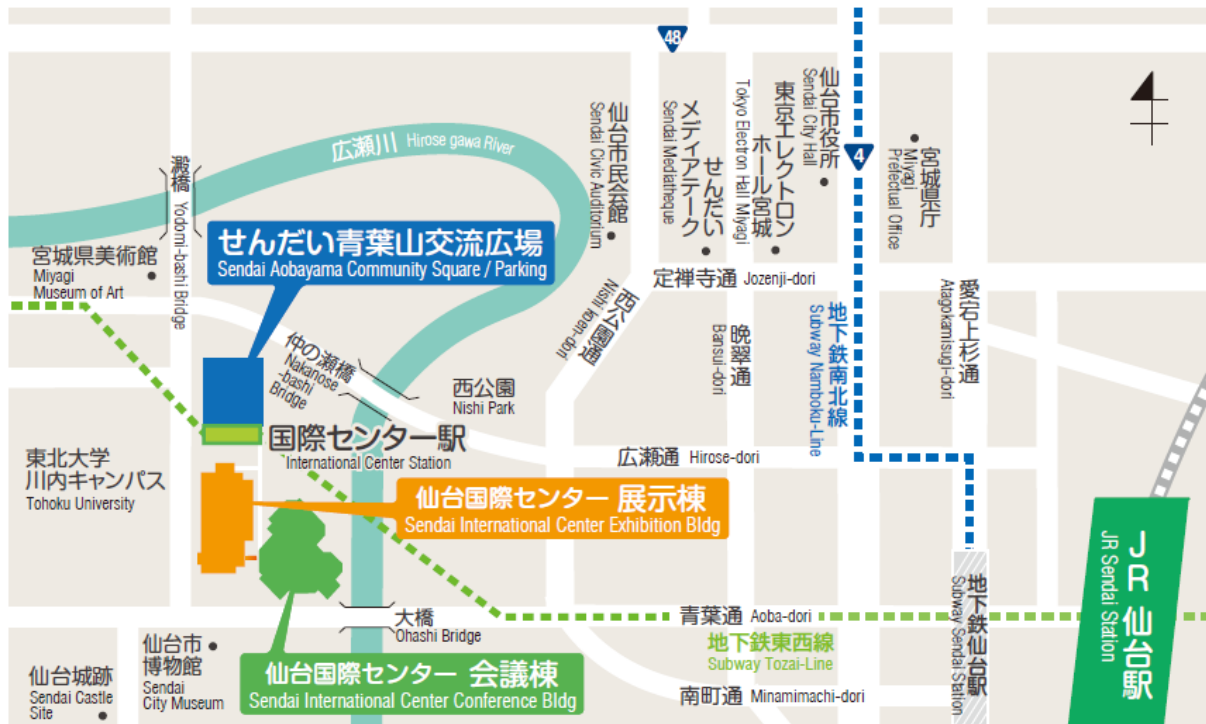 48
仙台市役所
Sendai City Hall
東京エレクトロン
ホール宮城
Tokyo Electron Hall Miyagi
せんだい
メディアテーク
Sendai Mediatheque
仙台市民会館
Sendai Civic Auditorium
4
宮城県庁
Miyagi
Prefectual Office
広瀬川 Hirose gawa River
澱橋 Yodomi-bashi Bridge
宮城県美術館
Miyagi
Museum of Art
せんだい青葉山交流広場
Sendai Aobayama Community Square / Parking
定禅寺通 Jozenji-dori
西公園通
Nishi koen-dori
晩翠通
Bansui-dori
地下鉄南北線
Subway Namboku-Line
愛宕上杉通
Atagokamisugi-dori
仲の瀬橋
Nakanose
-bashi
Bridge
西公園
Nishi Park
国際センター駅
International Center Station
広瀬通 Hirose-dori
東北大学
川内キャンパス
Tohoku University
仙台国際センター 展示棟
Sendai International Center Exhibition Bldg
JR 仙台駅
JR Sendai Station
地下鉄仙台駅
Subway Sendai Station
大橋
Ohashi Bridge
青葉通 Aoba-dori
地下鉄東西線
Subway Tozai-Line
仙台市
博物館
Sendai
City Museum
仙台城跡
Sendai Castle
Site
仙台国際センター 会議棟
Sendai International Center Conference Bldg
南町通 Minamimachi-dori